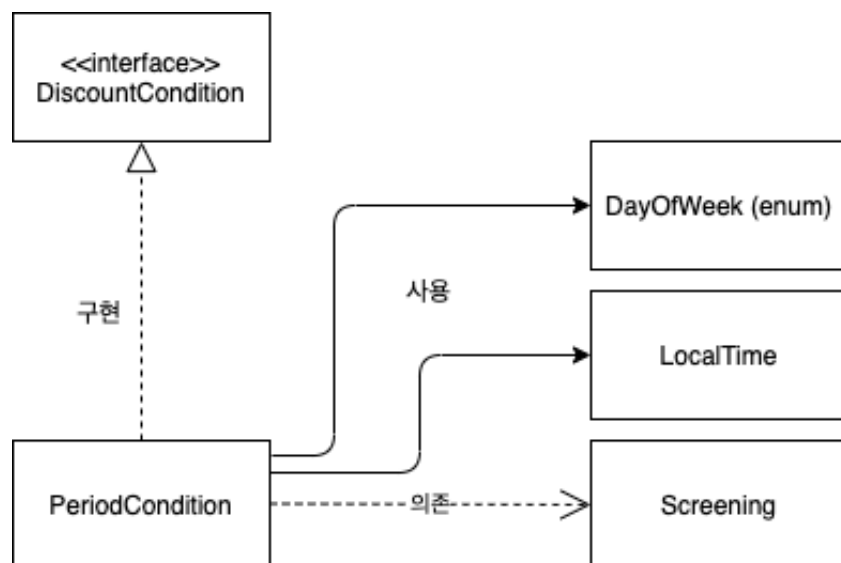 <<interface>>
DiscountCondition
DayOfWeek (enum)
사용
구현
LocalTime
PeriodCondition
의존
Screening